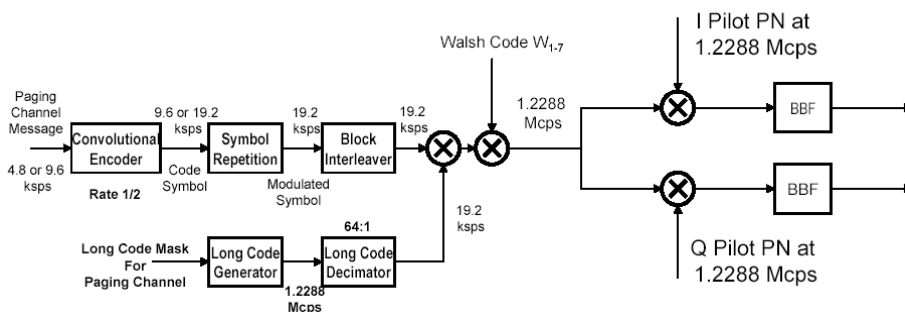 I Pilot PN at
1.2288 Mcps
Walsh Code W1-7
Paging
Channel
Message
9.6 or 19.2
ksps
19.2
ksps
19.2
ksps
1.2288
Mcps
Convolutional
Encoder
Symbol
Repetition
Block
Interleaver
BBF
4.8 or 9.6
ksps
Rate 1/2
Code
Symbol
Modulated
Symbol
BBF
19.2
ksps
64:1
Long Code Mask
For
Paging Channel
Long Code
Generator
Long Code
Decimator
1.2288
Mcps
Q Pilot PN at
1.2288 Mcps